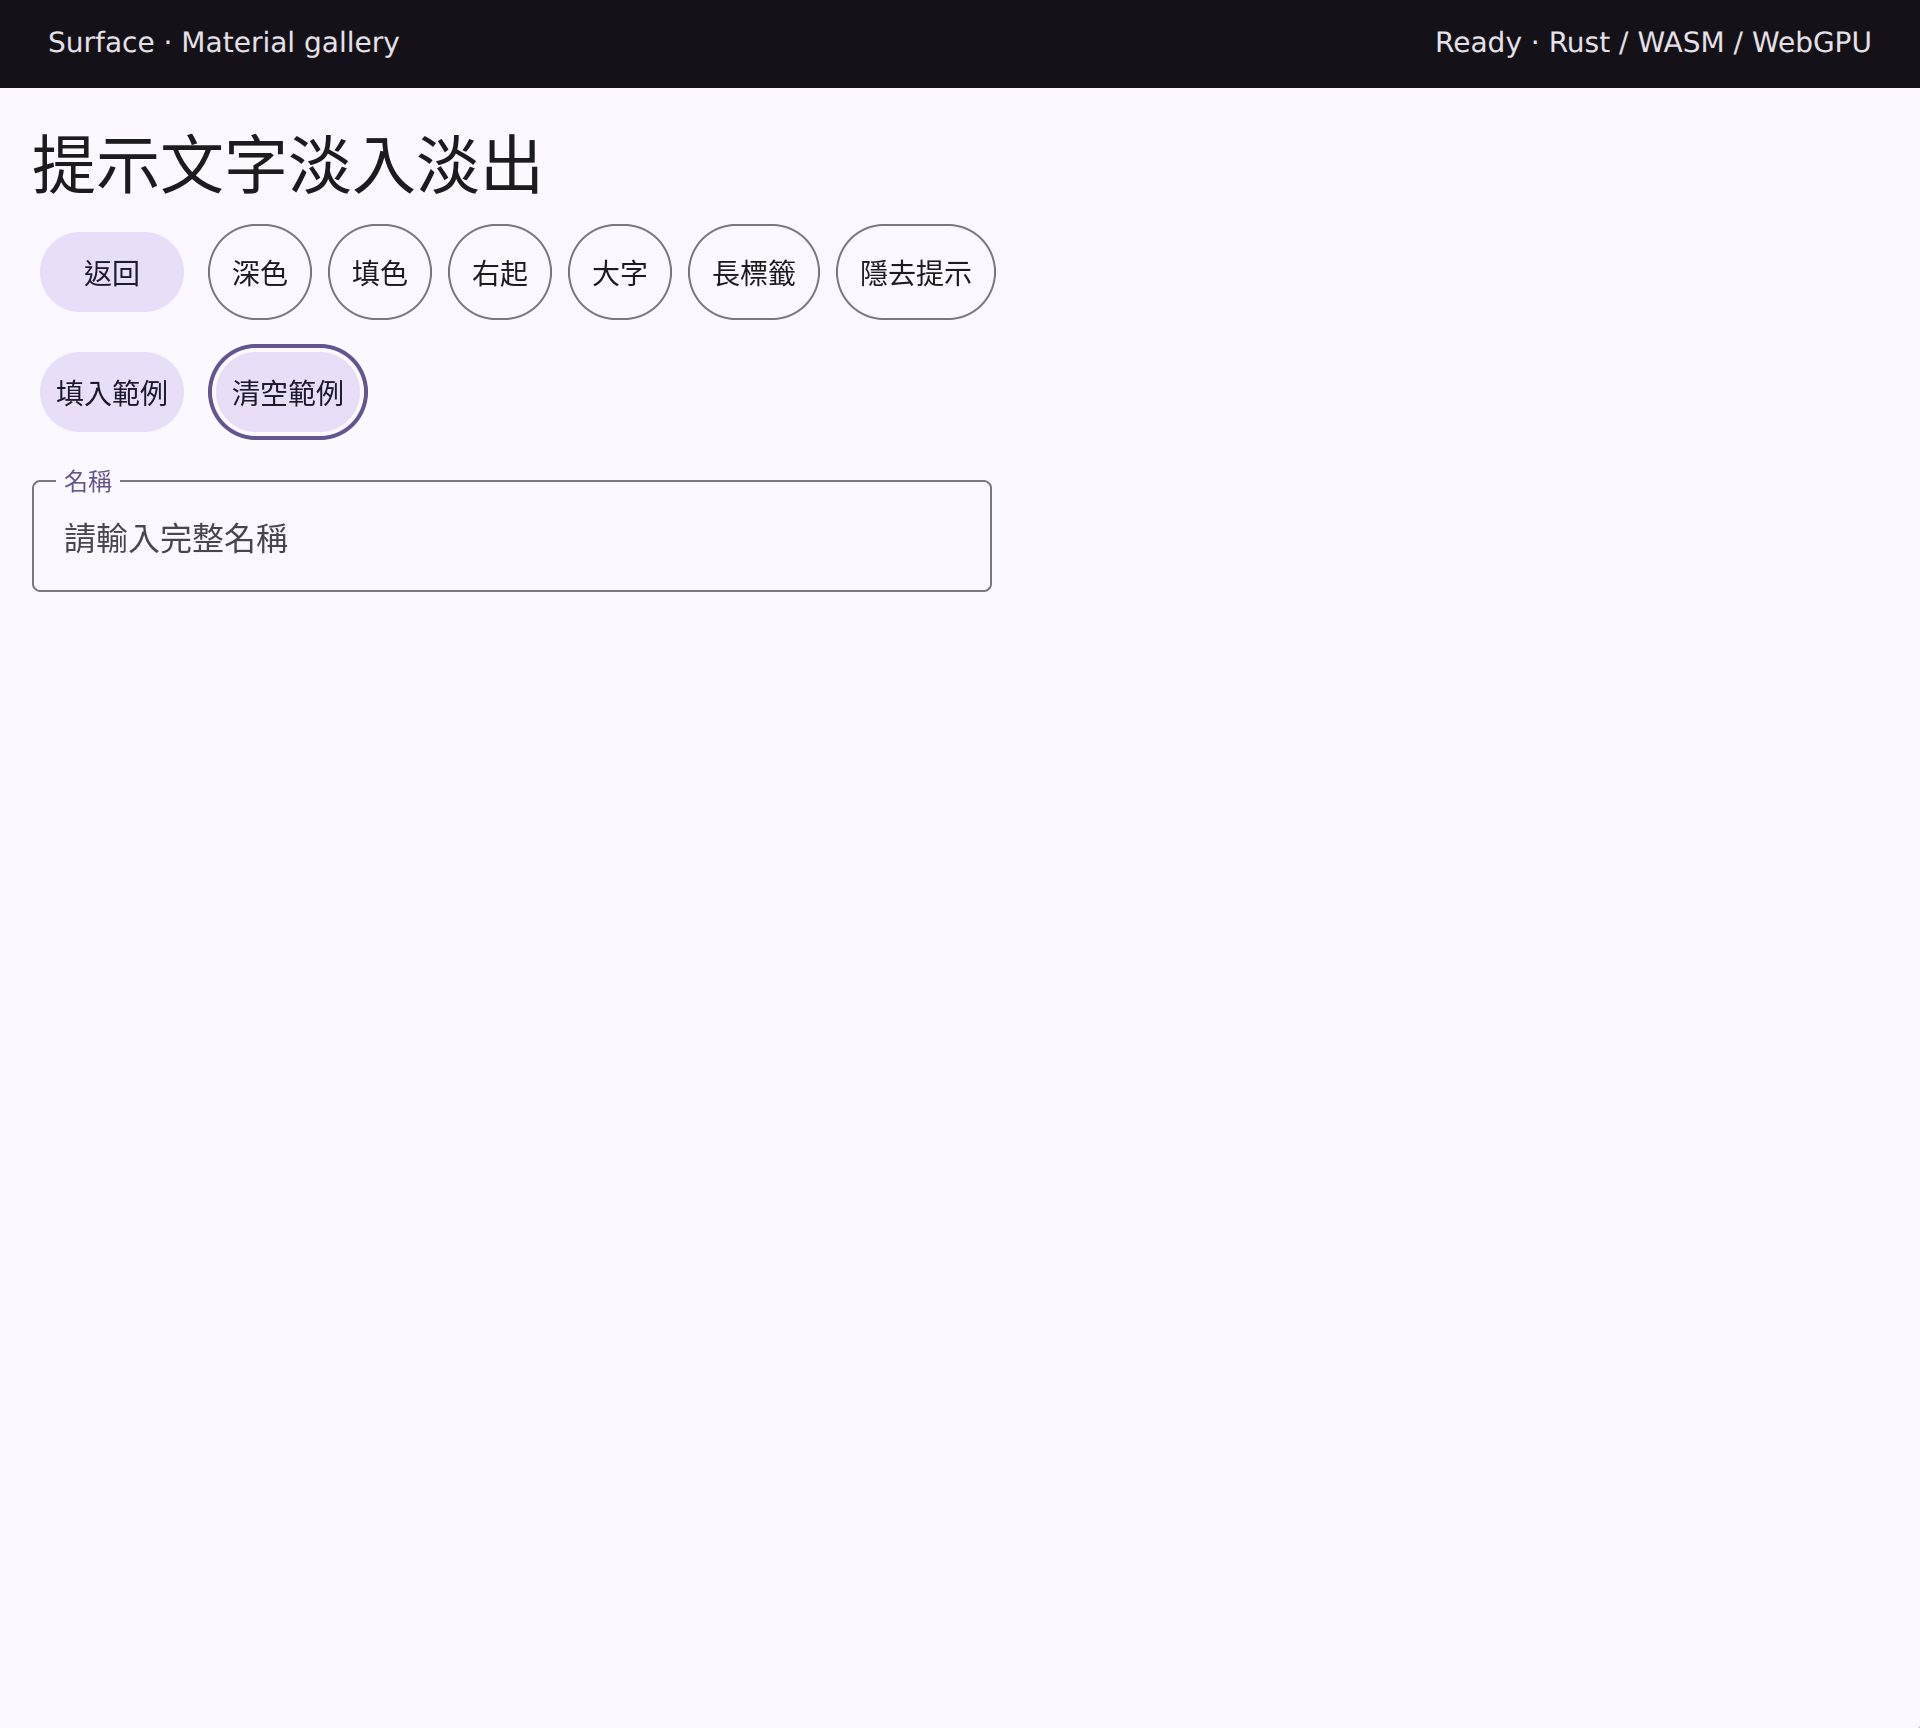 Surface · Material gallery
Ready · Rust / WASM / WebGPU
提示文字淡入淡出
返回 深色 填色 右起 大字 長標籤 隱去提示
填入範例 清空範例
名稱
請輸入完整名稱